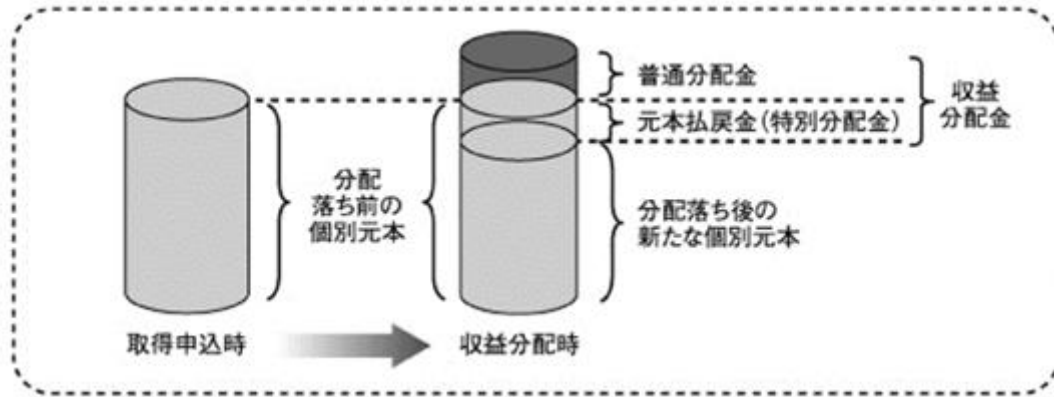 普通分配金
元本払戻金(特別分配金)
収益
分配金
分配
落ち前の
個別元本
分配落ち後の
新たな個別元本
取得申込時
収益分配時